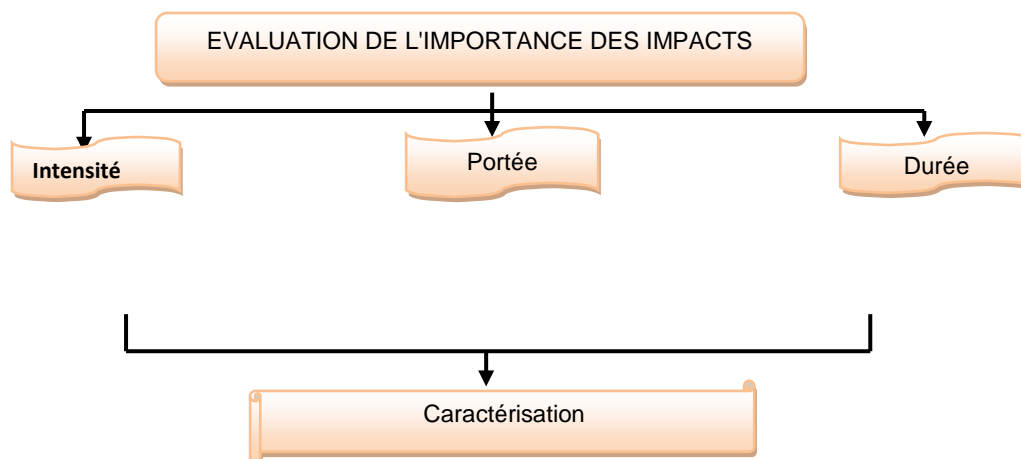 EVALUATION DE L'IMPORTANCE DES IMPACTS
Intensité
Portée
Durée
Caractérisation